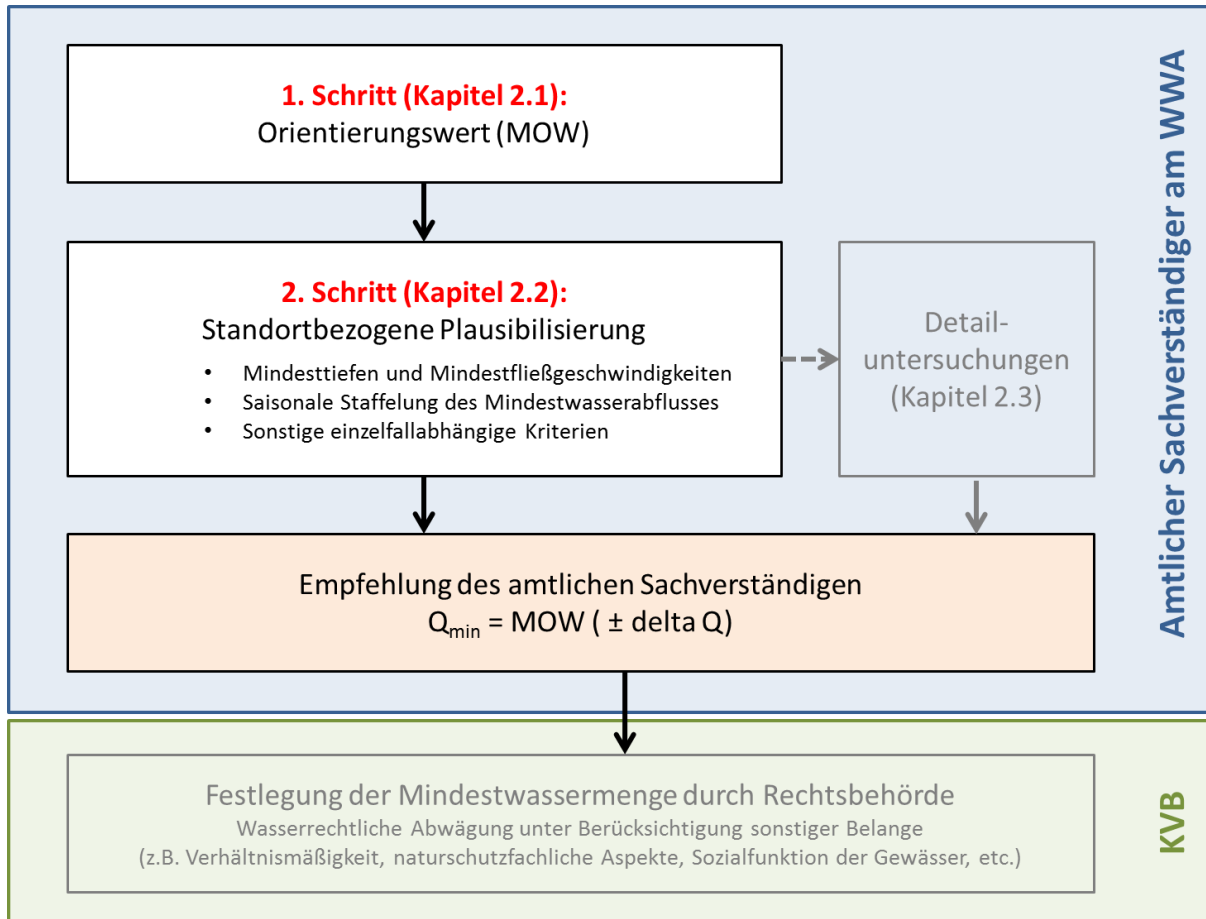 1. Schritt (Kapitel 2.1):
Orientierungswert (MOW)
2. Schritt (Kapitel 2.2):
Standortbezogene Plausibilisierung
• Mindesttiefen und Mindestfließgeschwindigkeiten
• Saisonale Staffelung des Mindestwasserabflusses
• Sonstige einzelfallabhängige Kriterien
Detail-
untersuchungen
(Kapitel 2.3)
Empfehlung des amtlichen Sachverständigen
Qmin = MOW ( ± delta Q)
Amtlicher Sachverständiger am WWA
Festlegung der Mindestwassermenge durch Rechtsbehörde
Wasserrechtliche Abwägung unter Berücksichtigung sonstiger Belange
(z.B. Verhältnismäßigkeit, naturschutzfachliche Aspekte, Sozialfunktion der Gewässer, etc.)
KVB